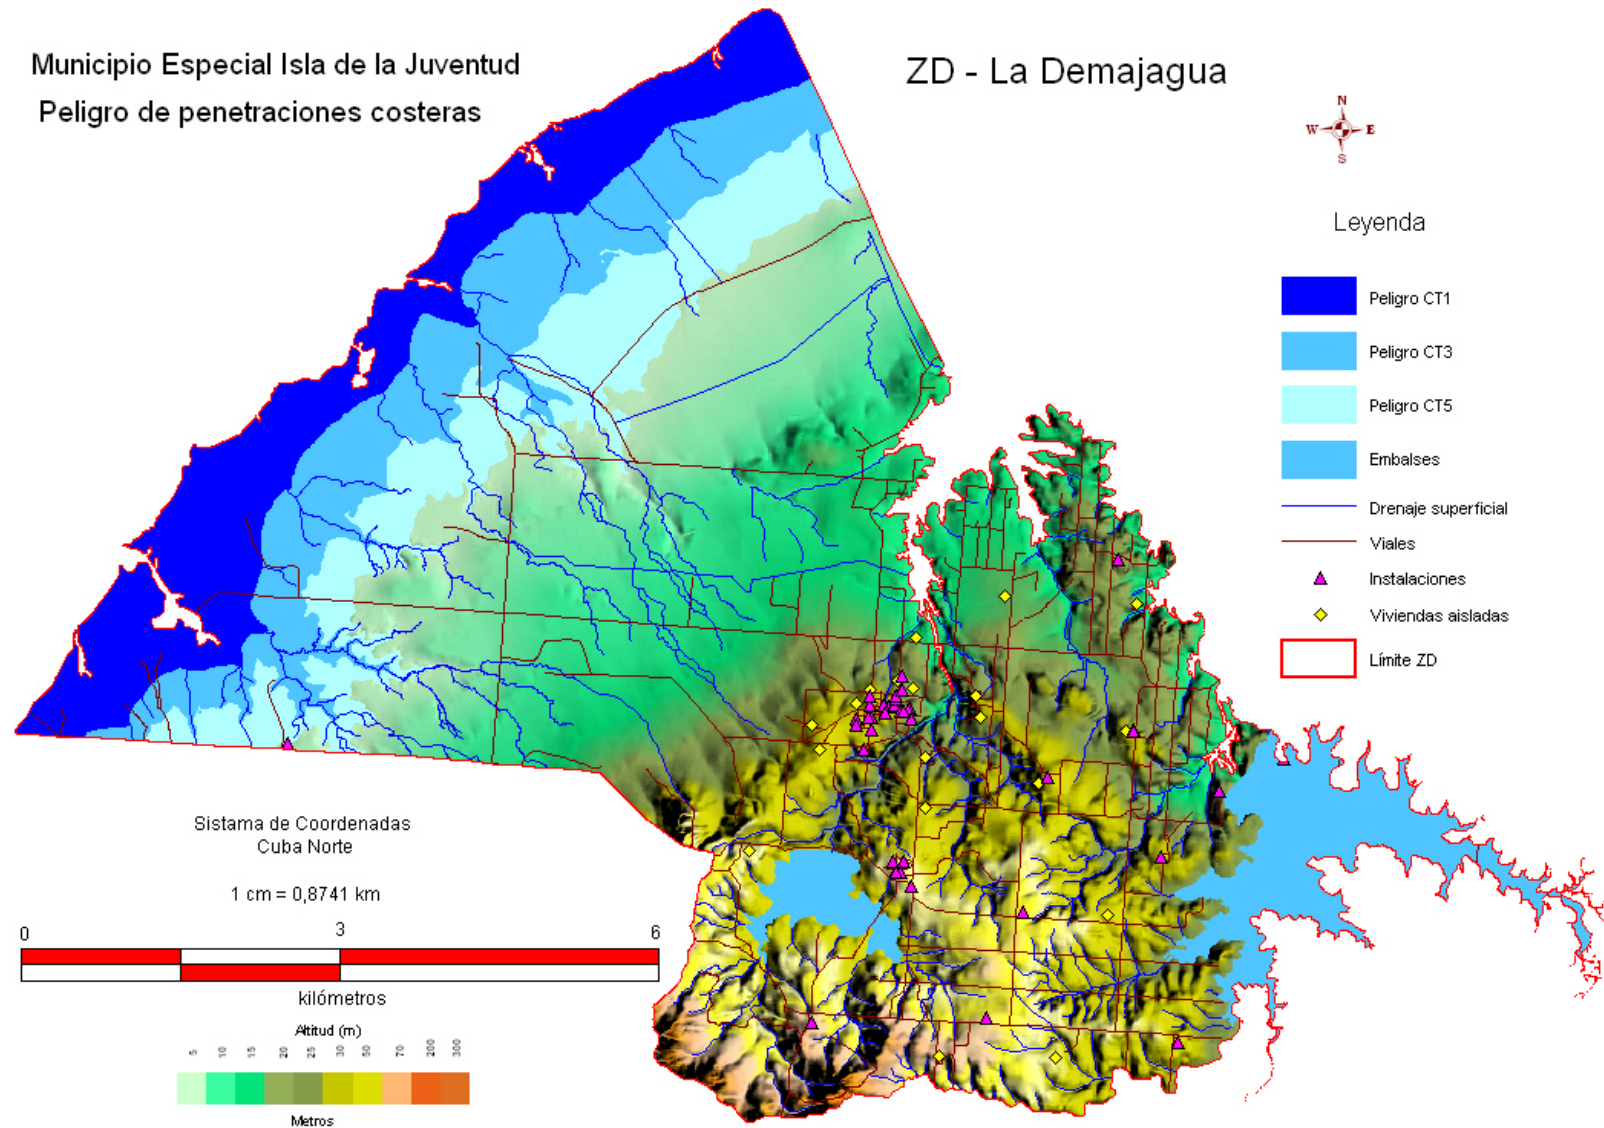 Municipio Especial Isla de la Juventud
Peligro de penetraciones costeras
ZD - La Demajagua
N
W E
S
Leyenda
Peligro CT1
Peligro CT3
Peligro CT5
Embalses
Drenaje superficial
Viales
Instalaciones
Viviendas aisladas
Límite ZD
Sistama de Coordenadas
Cuba Norte
1 cm = 0,8741 km
0 3 6
kilómetros
Altitud (m)
5 10 15 20 25 30 50 70 200 300
Metros